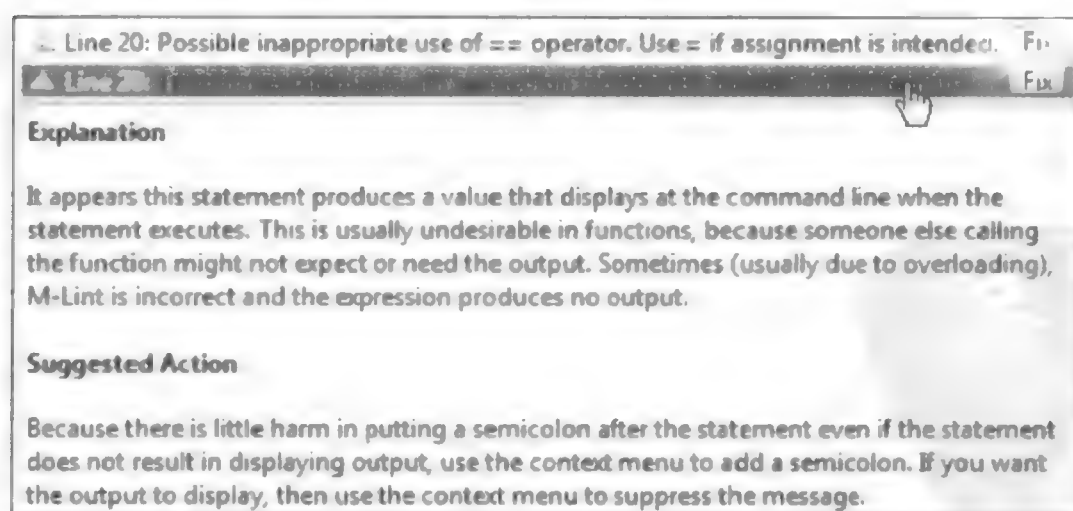 Line 20: Possible inappropriate use of == operator. Use = if assignment is intended. Fix
Line 20: Fix
Explanation
It appears this statement produces a value that displays at the command line when the
statement executes. This is usually undesirable in functions, because someone else calling
the function might not expect or need the output. Sometimes (usually due to overloading),
M-Lint is incorrect and the expression produces no output.
Suggested Action
Because there is little harm in putting a semicolon after the statement even if the statement
does not result in displaying output, use the context menu to add a semicolon. If you want
the output to display, then use the context menu to suppress the message.